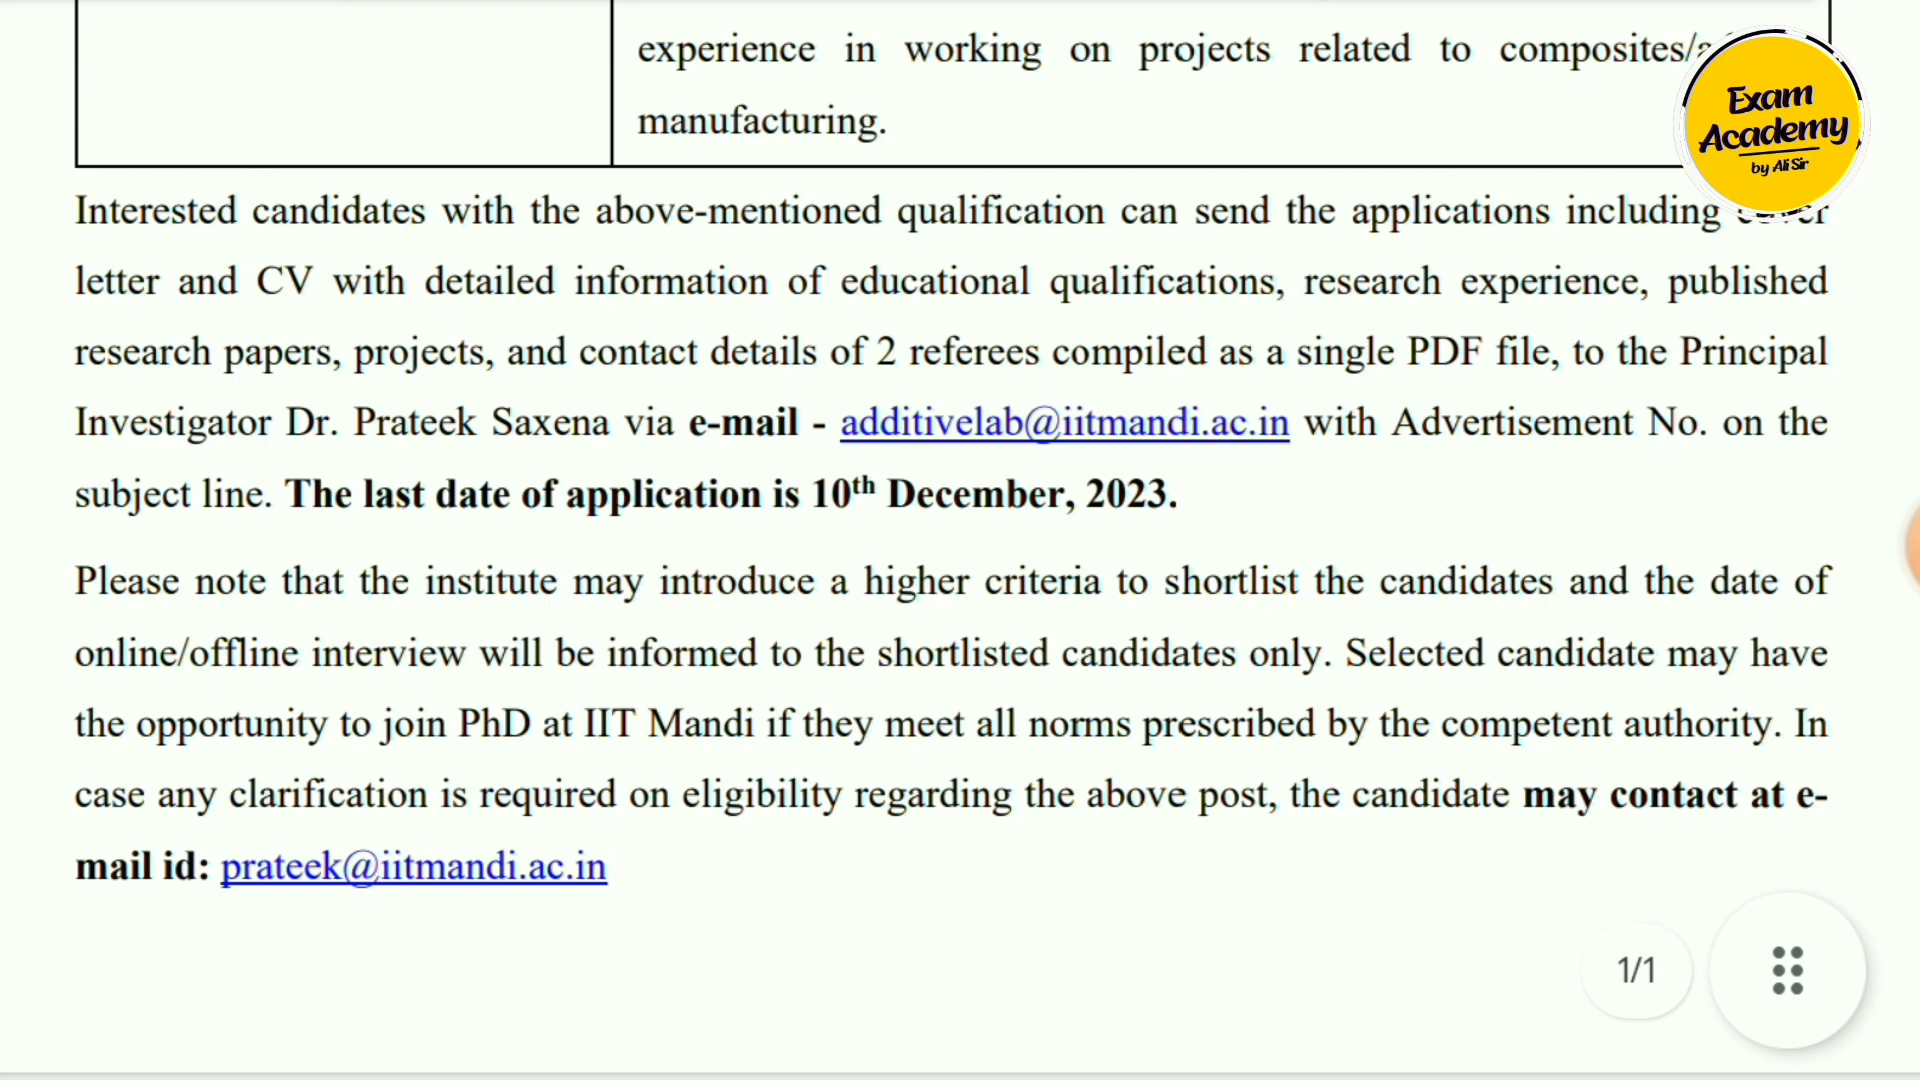 experience in working on projects related to
manufacturing.
Exam
Academy
by Ali Sir
Interested candidates with the above-mentioned qualification can send the applications including
letter and CV with detailed information of educational qualifications, research experience, published
research papers, projects, and contact details of 2 referees compiled as a single PDF file, to the Principal
Investigator Dr. Prateek Saxena via e-mail - additivelab@iitmandi.ac.in with Advertisement No. on the
subject line. The last date of application is 10th December, 2023.
Please note that the institute may introduce a higher criteria to shortlist the candidates and the date of
online/offline interview will be informed to the shortlisted candidates only. Selected candidate may have
the opportunity to join PhD at IIT Mandi if they meet all norms prescribed by the competent authority. In
case any clarification is required on eligibility regarding the above post, the candidate may contact at e-
mail id: prateek@iitmandi.ac.in
1/1